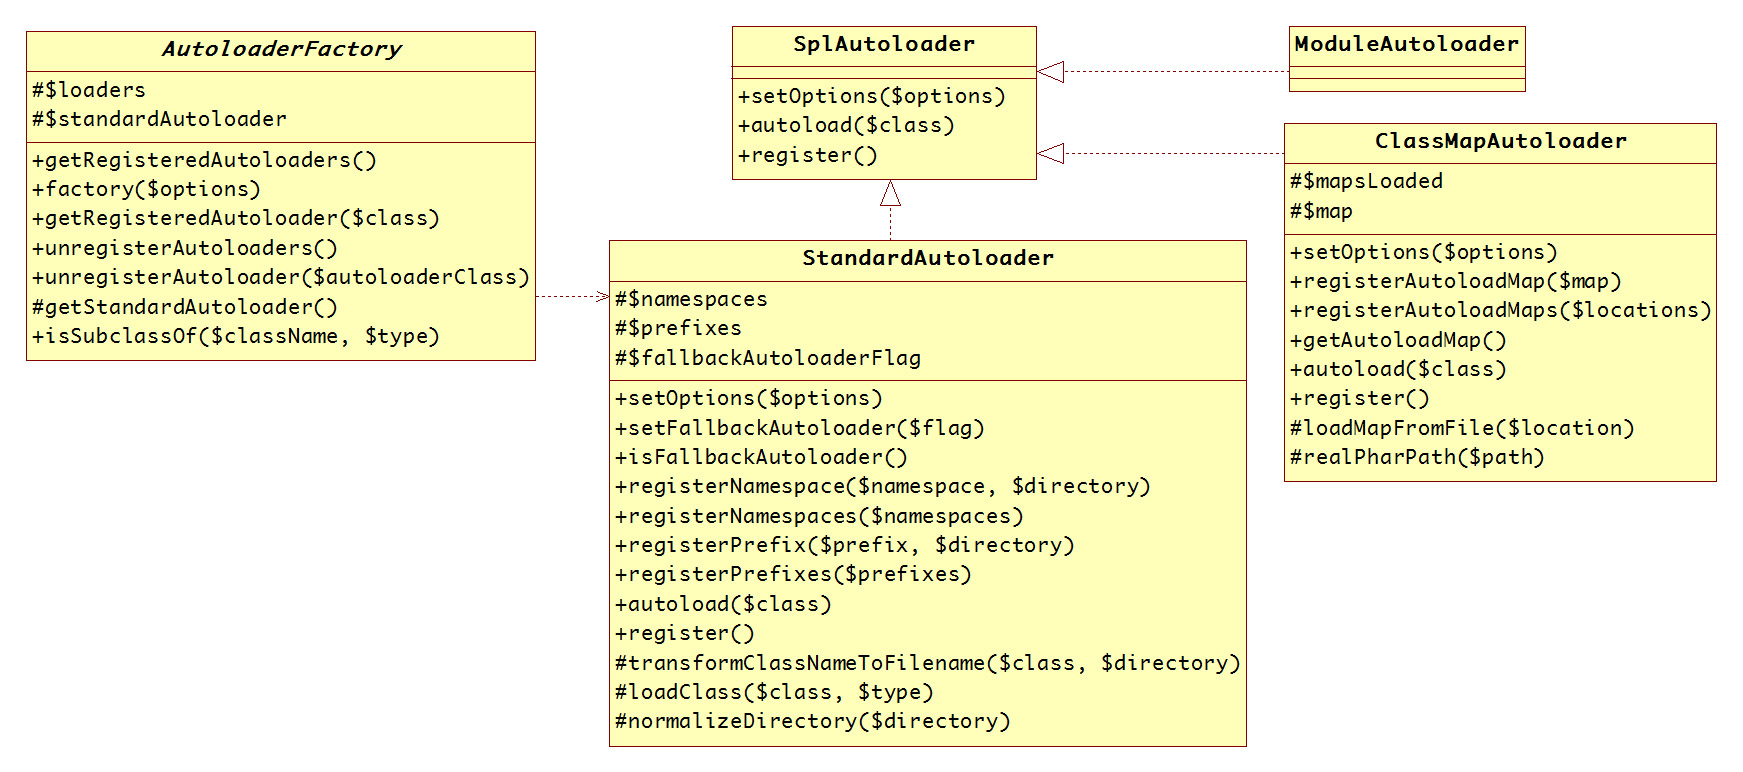 AutoloaderFactory
#$loaders
#$standardAutoloader
+getRegisteredAutoloaders()
+factory($options)
+getRegisteredAutoloader($class)
+unregisterAutoloaders()
+unregisterAutoloader($autoloaderClass)
#getStandardAutoloader()
+isSubclassOf($className, $type)
SplAutoloader
+setOptions($options)
+autoload($class)
+register()
ModuleAutoloader
ClassMapAutoloader
#$mapsLoaded
#$map
+setOptions($options)
+registerAutoloadMap($map)
+registerAutoloadMaps($locations)
+getAutoloadMap()
+autoload($class)
+register()
#loadMapFromFile($location)
#realPharPath($path)
StandardAutoloader
#$namespaces
#$prefixes
#$fallbackAutoloaderFlag
+setOptions($options)
+setFallbackAutoloader($flag)
+isFallbackAutoloader()
+registerNamespace($namespace, $directory)
+registerNamespaces($namespaces)
+registerPrefix($prefix, $directory)
+registerPrefixes($prefixes)
+autoload($class)
+register()
#transformClassNameToFilename($class, $directory)
#loadClass($class, $type)
#normalizeDirectory($directory)